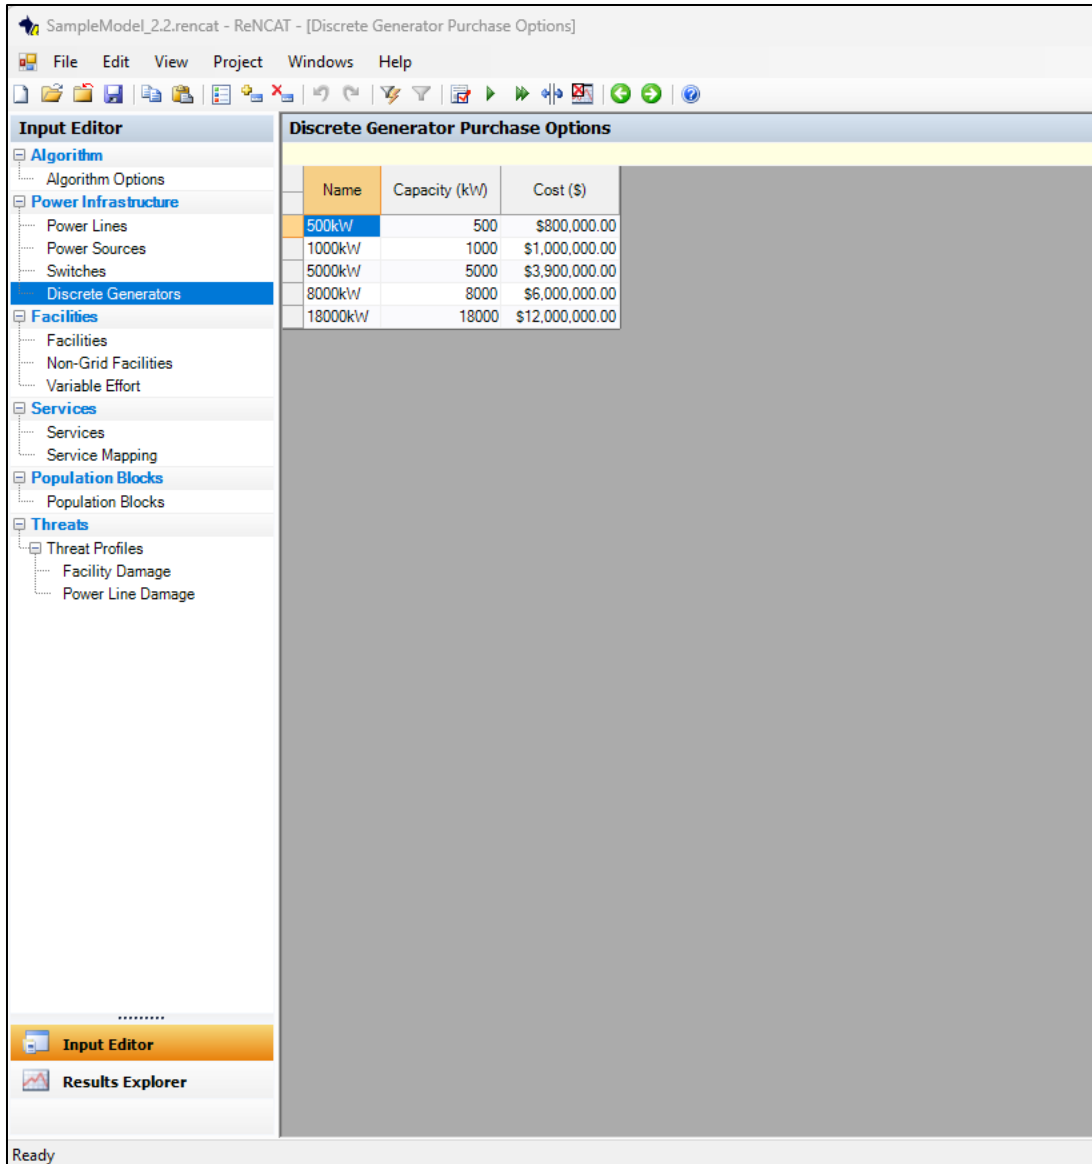 SampleModel_2.2.rencat - ReNCAT - [Discrete Generator Purchase Options]
File Edit View Project Windows Help
Input Editor
Algorithm
Algorithm Options
Power Infrastructure
Power Lines
Power Sources
Switches
Discrete Generators
Facilities
Facilities
Non-Grid Facilities
Variable Effort
Services
Services
Service Mapping
Population Blocks
Population Blocks
Threats
Threat Profiles
Facility Damage
Power Line Damage
Input Editor
Results Explorer
Discrete Generator Purchase Options
Name Capacity (kW) Cost ($)
500kW 500 $800,000.00
1000kW 1000 $1,000,000.00
5000kW 5000 $3,900,000.00
8000kW 8000 $6,000,000.00
18000kW 18000 $12,000,000.00
Ready